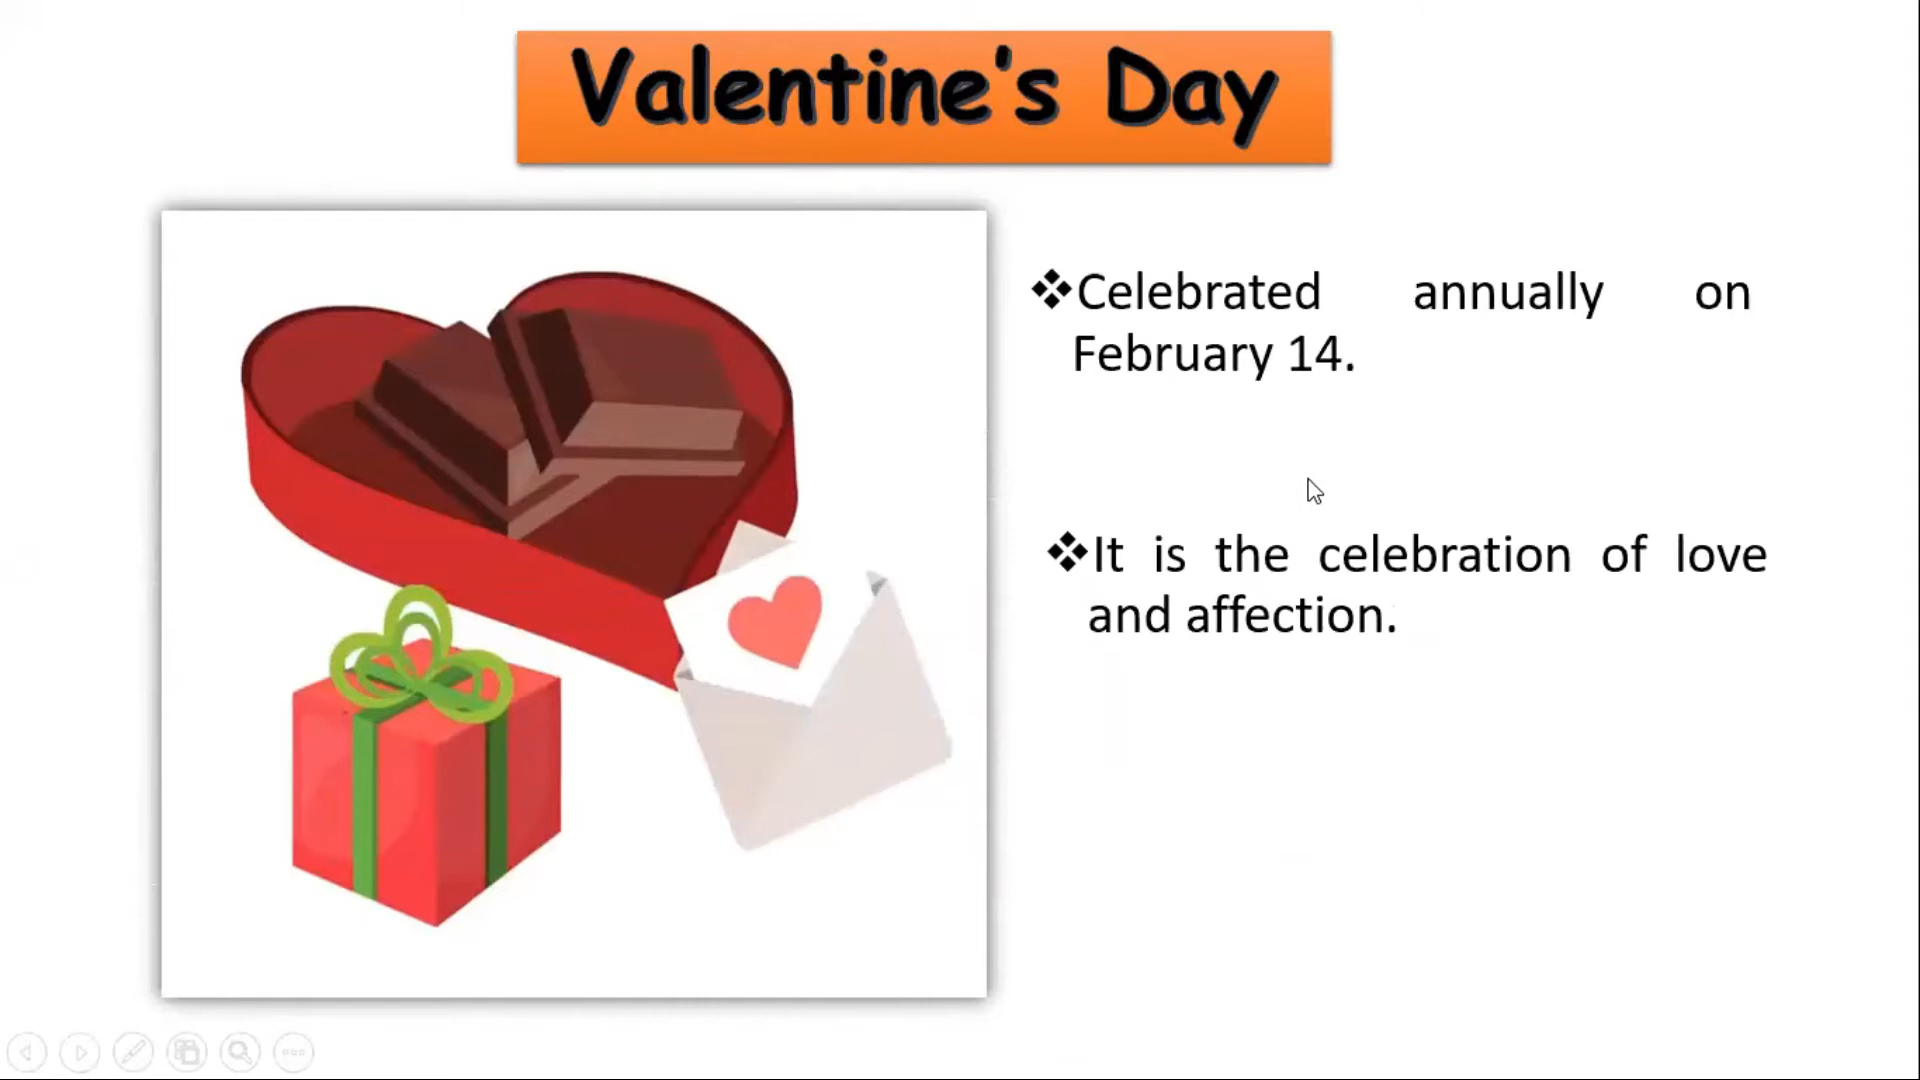 Valentine's Day
❖Celebrated annually on
February 14.
❖It is the celebration of love
and affection.